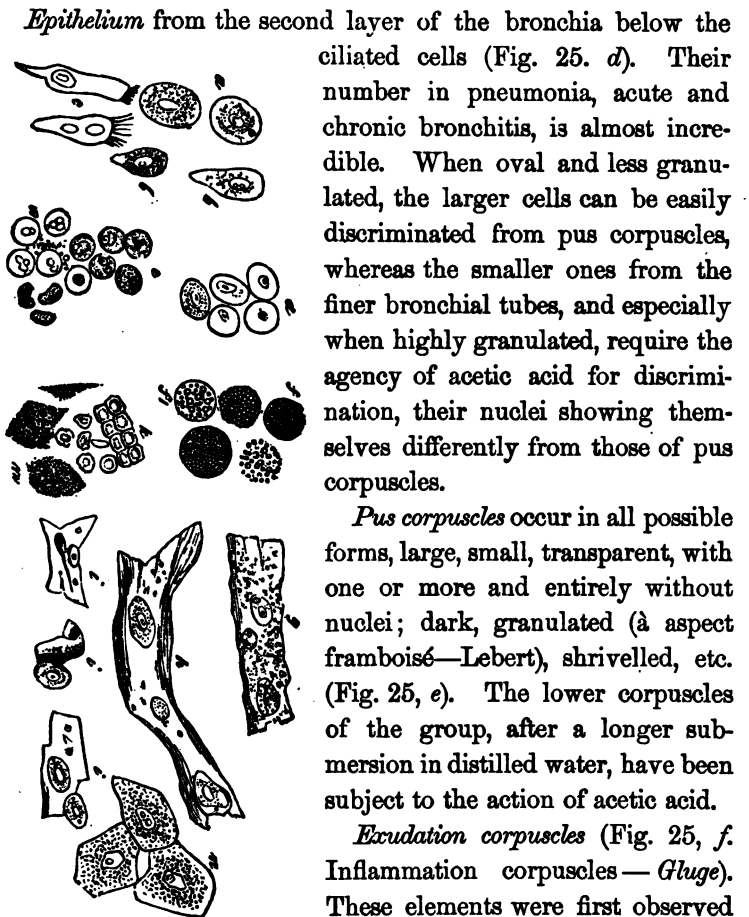 Epithelium from the second layer of the bronchia below the
ciliated cells (Fig. 25. d). Their
number in pneumonia, acute and
chronic bronchitis, is almost incre-
dible. When oval and less granu-
lated, the larger cells can be easily
discriminated from pus corpuscles,
whereas the smaller ones from the
finer bronchial tubes, and especially
when highly granulated, require the
agency of acetic acid for discrimi-
nation, their nuclei showing them-
selves differently from those of pus
corpuscles.
Pus corpuscles occur in all possible
forms, large, small, transparent, with
one or more and entirely without
nuclei; dark, granulated (à aspect
framboisé—Lebert), shrivelled, etc.
(Fig. 25, e). The lower corpuscles
of the group, after a longer sub-
mersion in distilled water, have been
subject to the action of acetic acid.
Exudation corpuscles (Fig. 25, f.
Inflammation corpuscles — Gluge).
These elements were first observed